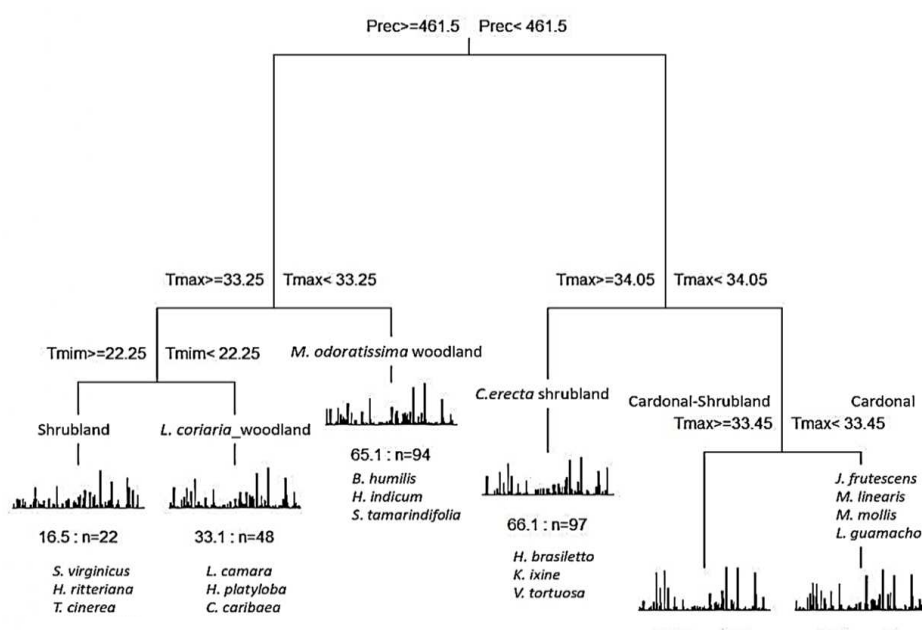 Prec>=461.5 Prec< 461.5
Tmax>=33.25 Tmax< 33.25
Tmax>=34.05 Tmax< 34.05
Tmim>=22.25 Tmim< 22.25
M. odoratissima woodland
C.erecta shrubland
Cardonal-Shrubland
Cardonal
Tmax>=33.45 Tmax< 33.45
Shrubland
L. coriaria_woodland
65.1 : n=94
B. humilis
H. indicum
S. tamarindifolia
J. frutescens
M. linearis
M. mollis
L. guamacho
16.5 : n=22
33.1 : n=48
66.1 : n=97
S. virginicus
H. ritteriana
T. cinerea
L. camara
H. platyloba
C. caribaea
H. brasiletto
K. ixine
V. tortuosa